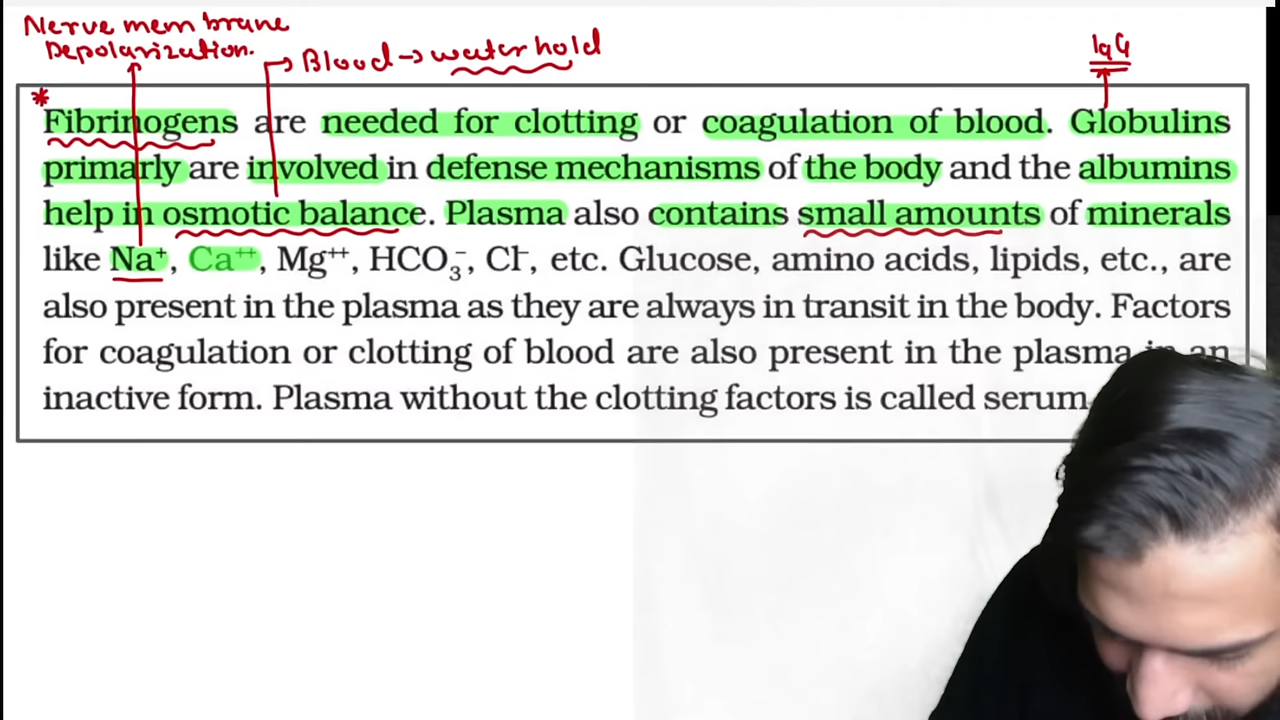 Nerve membrane
Depolarization.
Blood → water hold
IgG
* Fibrinogens are needed for clotting or coagulation of blood. Globulins
primarly are involved in defense mechanisms of the body and the albumins
help in osmotic balance. Plasma also contains small amounts of minerals
like Na⁺, Ca⁺⁺, Mg⁺⁺, HCO₃⁻, Cl⁻, etc. Glucose, amino acids, lipids, etc., are
also present in the plasma as they are always in transit in the body. Factors
for coagulation or clotting of blood are also present in the plasma in an
inactive form. Plasma without the clotting factors is called serum